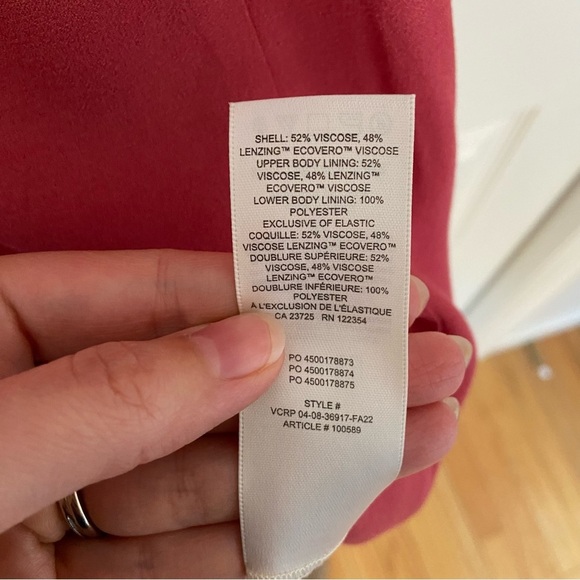 SHELL: 52% VISCOSE, 48%
LENZING™ ECOVERO™ VISCOSE
UPPER BODY LINING: 52%
VISCOSE, 48% LENZING™
ECOVERO™ VISCOSE
LOWER BODY LINING: 100%
POLYESTER
EXCLUSIVE OF ELASTIC
COQUILLE: 52% VISCOSE, 48%
VISCOSE LENZING™ ECOVERO™
DOUBLURE SUPÉRIEURE: 52%
VISCOSE, 48% VISCOSE
LENZING™ ECOVERO™
DOUBLURE INFÉRIEURE: 100%
POLYESTER
A L'EXCLUSION DE L'ÉLASTIQUE
CA 23725 RN 122354
PO 4500178873
PO 4500178874
PO 4500178875
STYLE #
VCRP 04-08-36917-FA22
ARTICLE # 100589